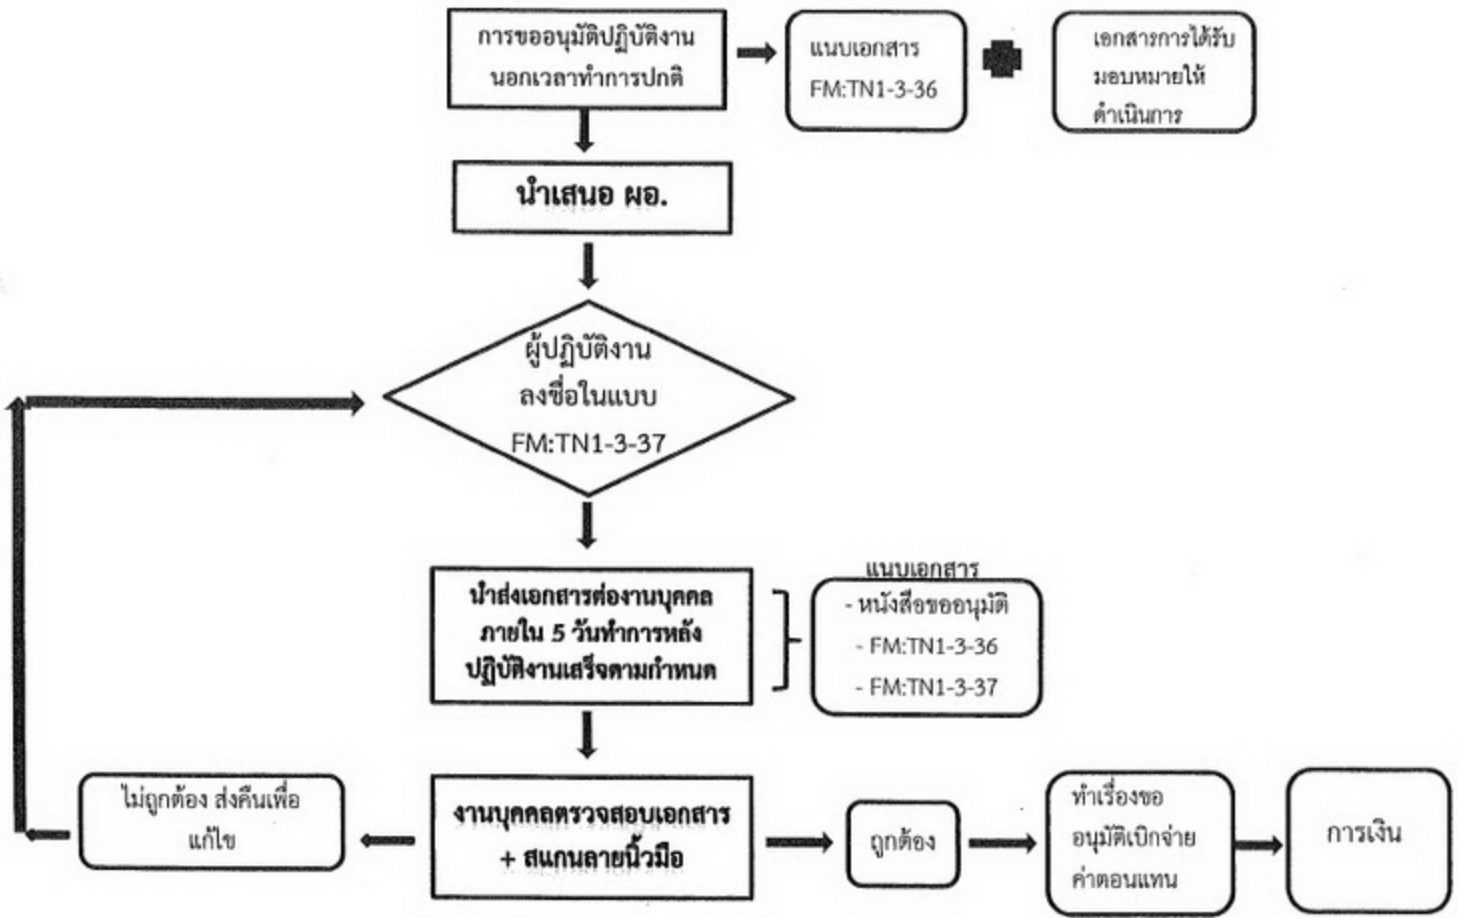 การขออนุมัติปฏิบัติงาน
นอกเวลาทำการปกติ
แนบเอกสาร
FM:TN1-3-36
เอกสารการได้รับ
มอบหมายให้
ดำเนินการ
นำเสนอ ผอ.
ผู้ปฏิบัติงาน
ลงชื่อในแบบ
FM:TN1-3-37
นำส่งเอกสารต่องานบุคคล
ภายใน 5 วันทำการหลัง
ปฏิบัติงานเสร็จตามกำหนด
แนบเอกสาร
- หนังสือขออนุมัติ
- FM:TN1-3-36
- FM:TN1-3-37
ไม่ถูกต้อง ส่งคืนเพื่อ
แก้ไข
งานบุคคลตรวจสอบเอกสาร
+ สแกนลายนิ้วมือ
ถูกต้อง
ทำเรื่องขอ
อนุมัติเบิกจ่าย
ค่าตอบแทน
การเงิน